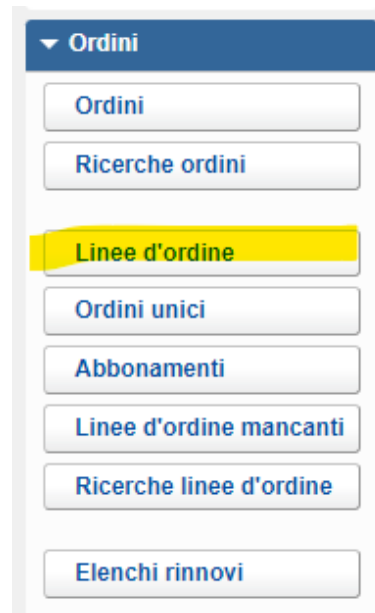 Ordini
Ordini
Ricerche ordini
Linee d'ordine
Ordini unici
Abbonamenti
Linee d'ordine mancanti
Ricerche linee d'ordine
Elenchi rinnovi